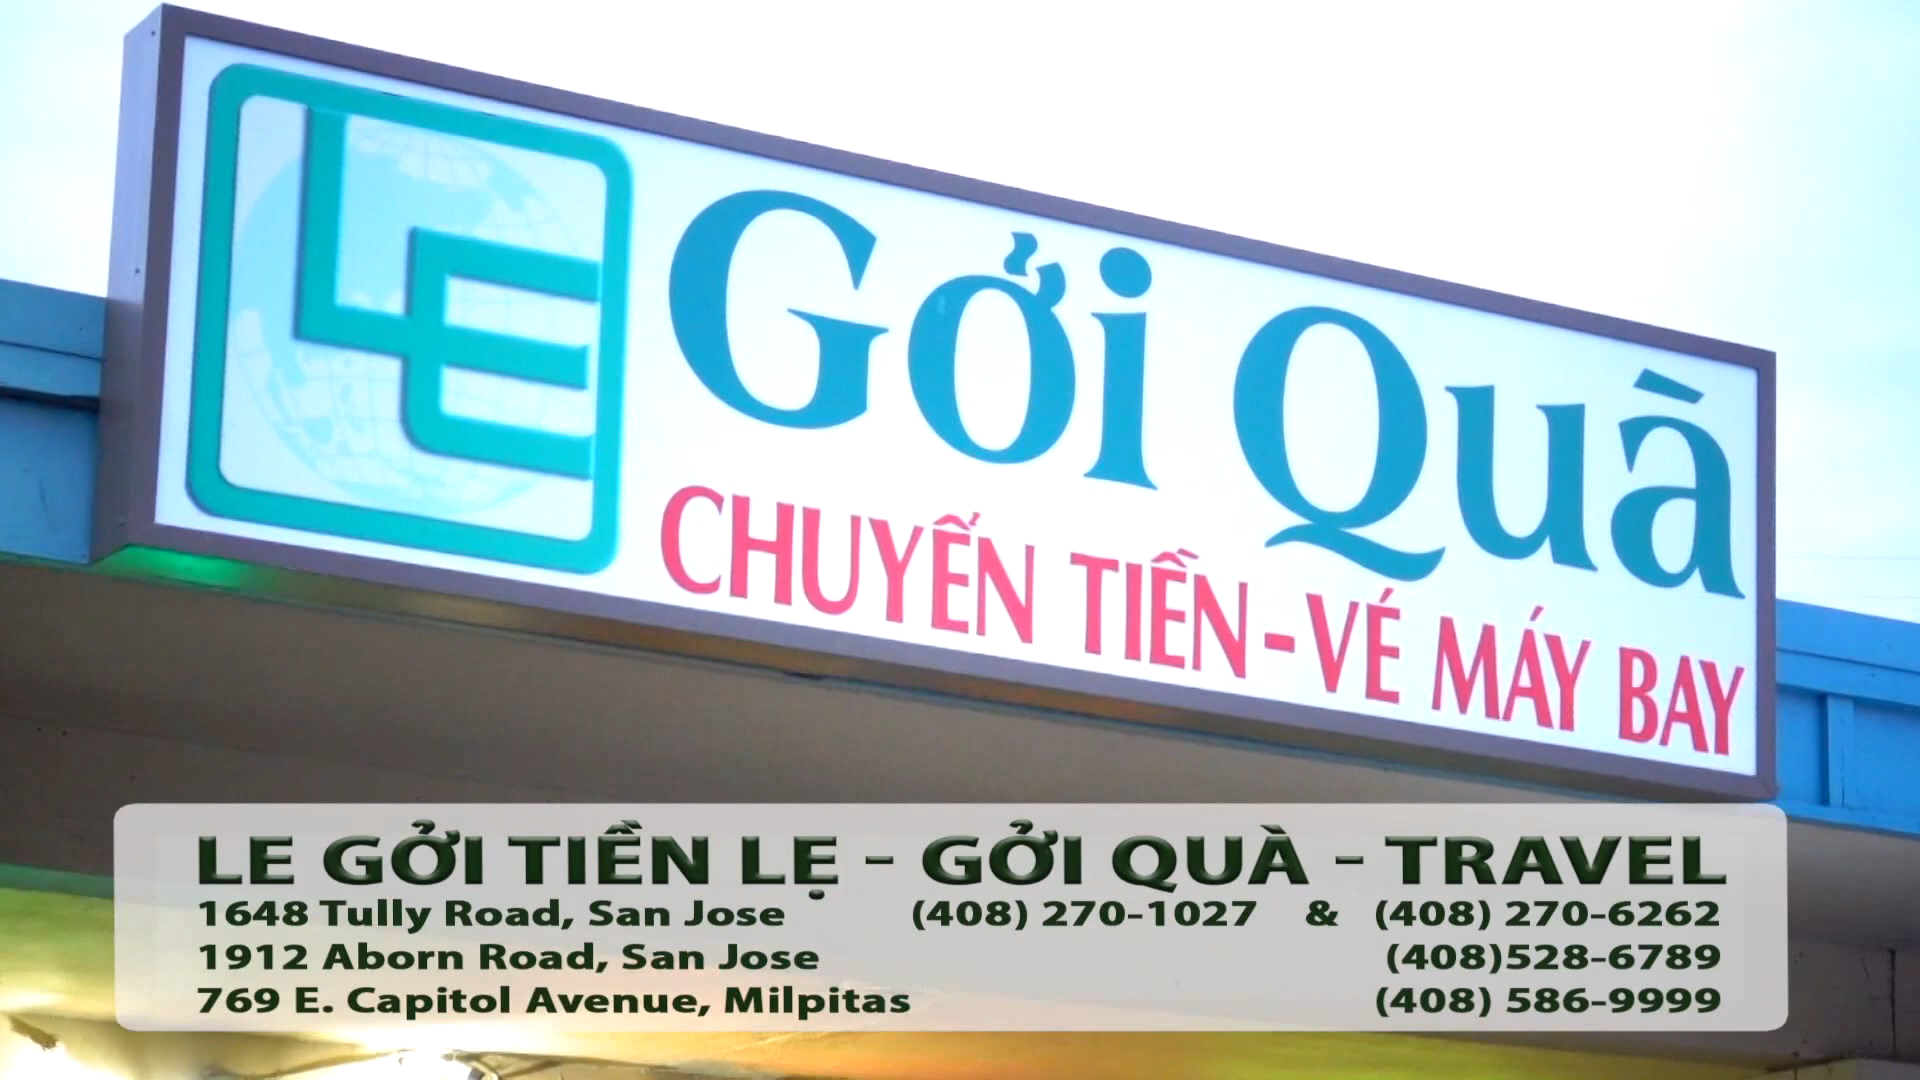 LE
Gởi Quà
CHUYỂN TIỀN - VÉ MÁY BAY
LE GỞI TIỀN LẸ - GỞI QUÀ - TRAVEL
1648 Tully Road, San Jose (408) 270-1027 & (408) 270-6262
1912 Aborn Road, San Jose (408)528-6789
769 E. Capitol Avenue, Milpitas (408) 586-9999